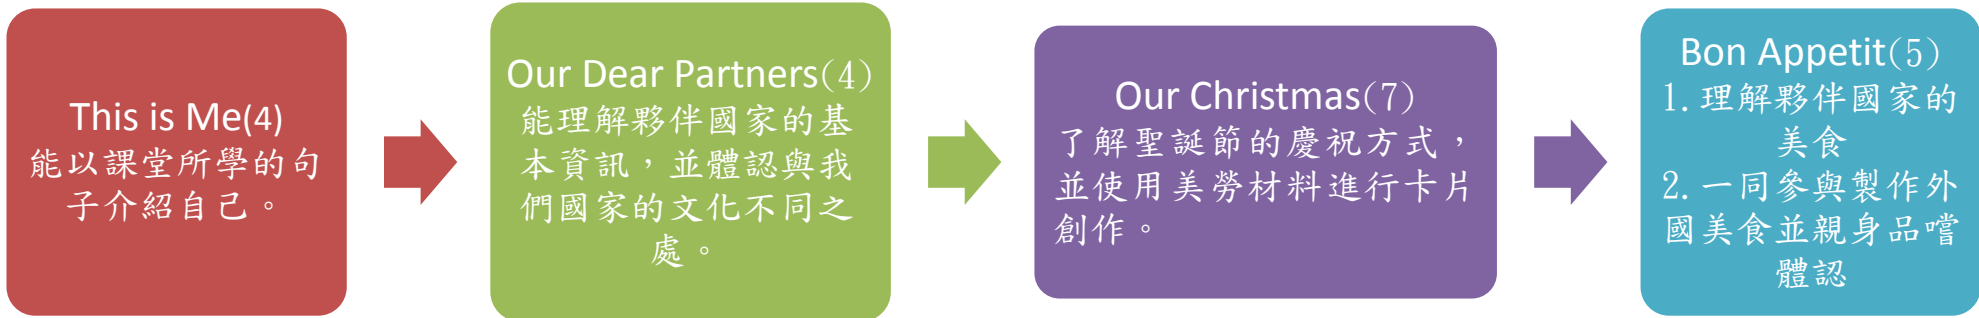 This is Me(4)
能以課堂所學的句
子介紹自己。
Our Dear Partners(4)
能理解夥伴國家的基
本資訊，並體認與我
們國家的文化不同之
處。
Our Christmas(7)
了解聖誕節的慶祝方式，
並使用美勞材料進行卡片
創作。
Bon Appetit(5)
1.理解夥伴國家的
美食
2.一同參與製作外
國美食並親身品嚐
體認